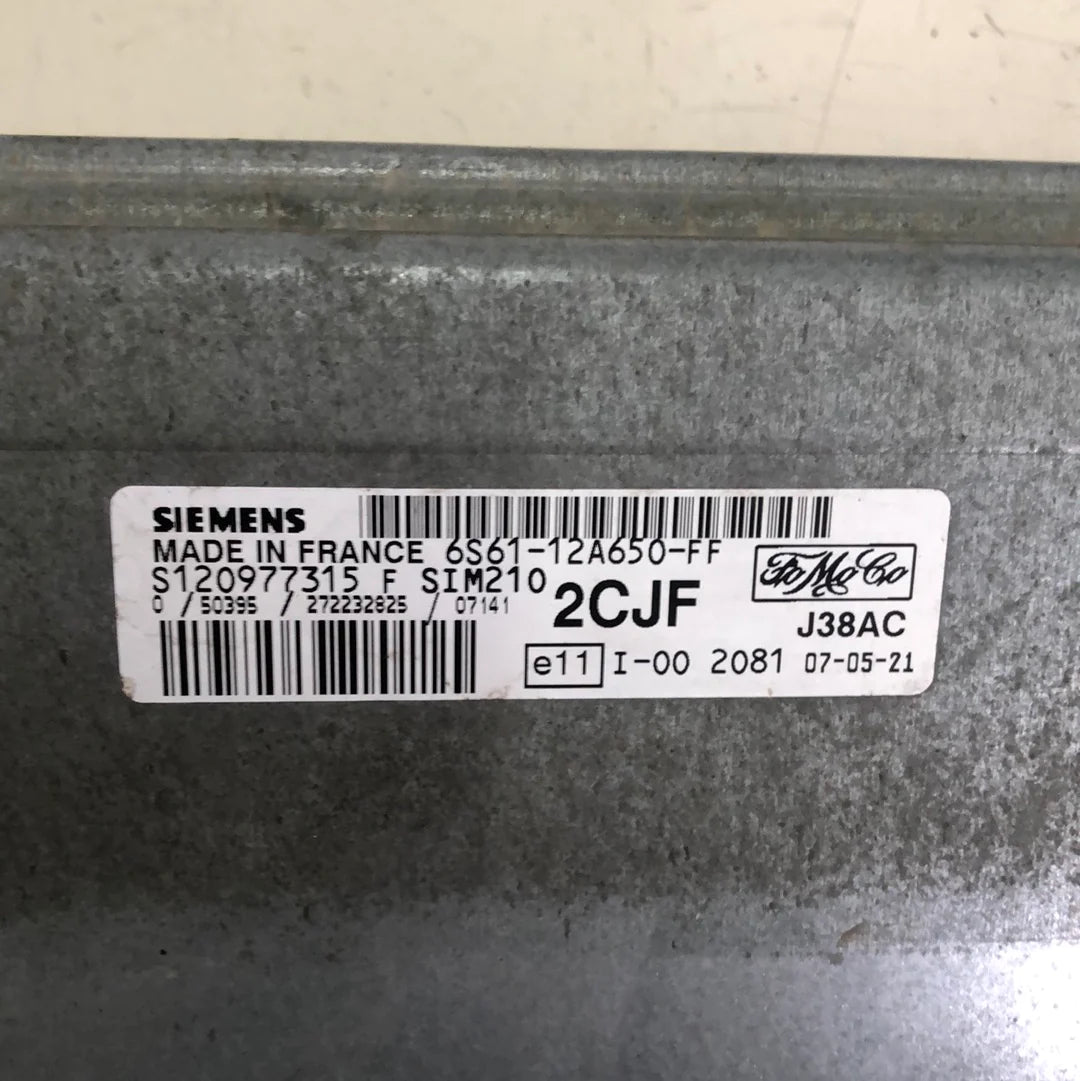 SIEMENS
MADE IN FRANCE 6S61-12A650-FF
S120977315 F SIM210
0 / 50395 / 272232825 / 07141
2CJF
FoMoCo
J38AC
e11 I-00 2081 07-05-21